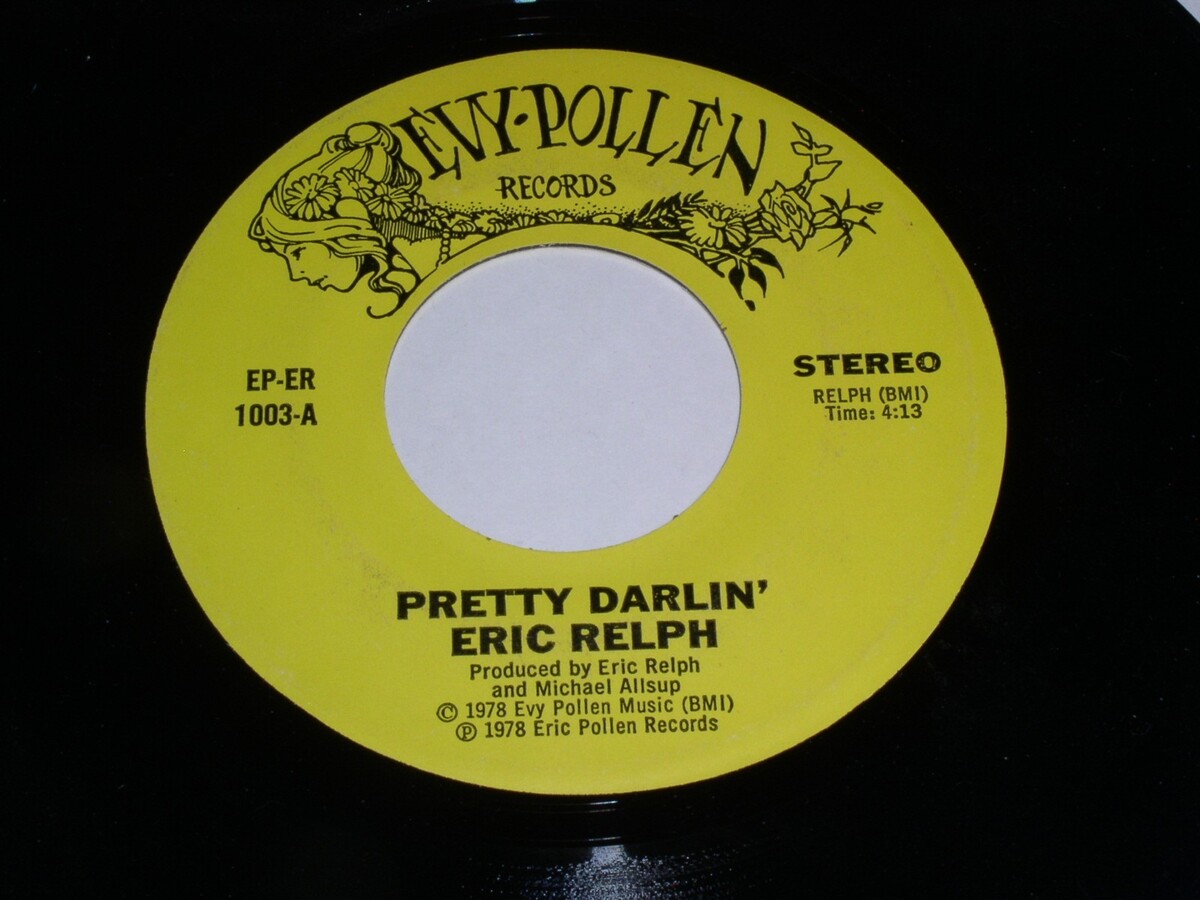 EVY·POLLEN
RECORDS
EP-ER
1003-A
STEREO
RELPH (BMI)
Time: 4:13
PRETTY DARLIN'
ERIC RELPH
Produced by Eric Relph
and Michael Allsup
© 1978 Evy Pollen Music (BMI)
℗ 1978 Eric Pollen Records